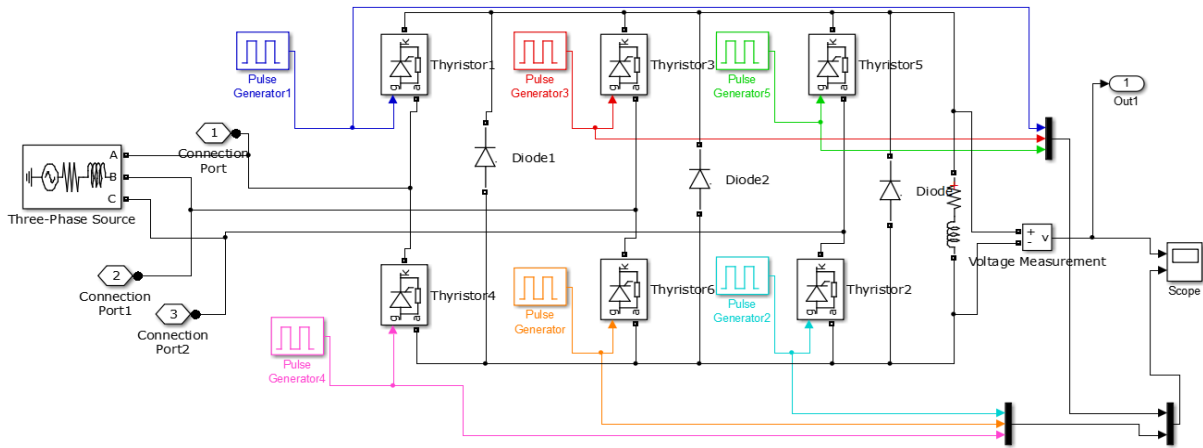 Pulse
Generator1
g
k
a
Thyristor1
Pulse
Generator3
g
k
a
Thyristor3
Pulse
Generator5
g
k
a
Thyristor5
1
Out1
1
Connection
Port
A
B
C
Three-Phase Source
Diode1
Diode2
Diode
+
-
v
Voltage Measurement
Scope
2
Connection
Port1
3
Connection
Port2
g
k
a
Thyristor4
Pulse
Generator
g
k
a
Thyristor6
Pulse
Generator2
g
k
a
Thyristor2
Pulse
Generator4